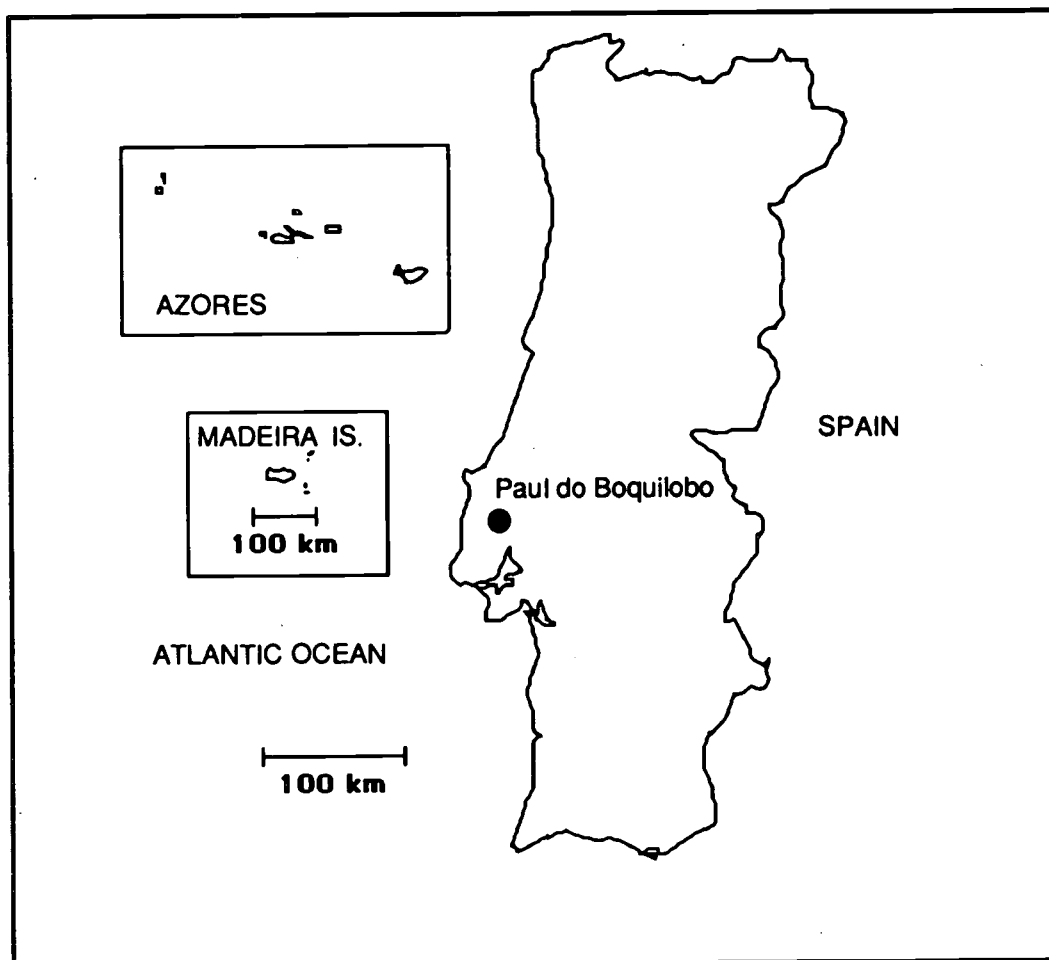 AZORES
MADEIRA IS.
100 km
SPAIN
Paul do Boquilobo
ATLANTIC OCEAN
100 km